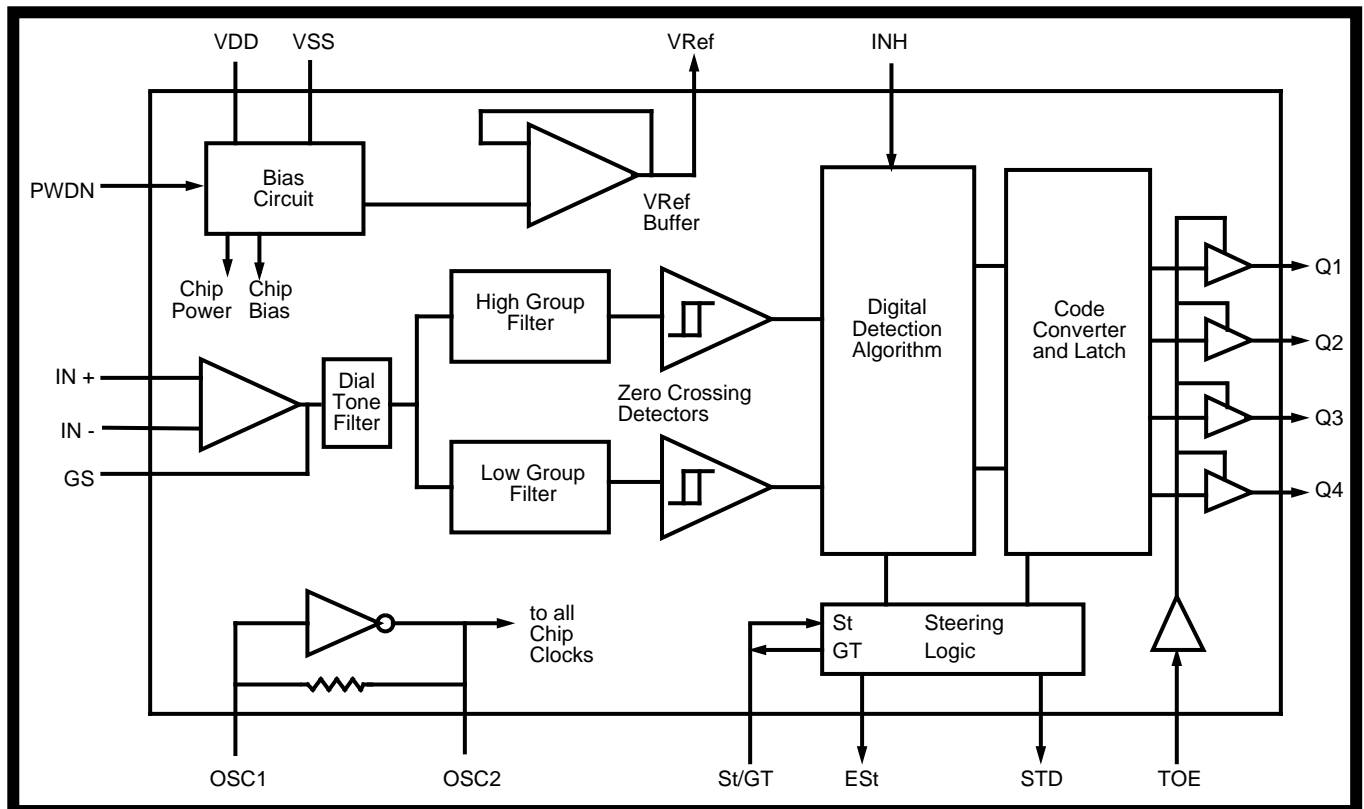 VDD
VSS
VRef
INH
PWDN
Bias
Circuit
VRef
Buffer
Chip
Power
Chip
Bias
High Group
Filter
Digital
Detection
Algorithm
Code
Converter
and Latch
Q1
Q2
Q3
Q4
IN +
IN -
GS
Dial
Tone
Filter
Zero Crossing
Detectors
Low Group
Filter
to all
Chip
Clocks
St
Steering
GT
Logic
OSC1
OSC2
St/GT
ESt
STD
TOE